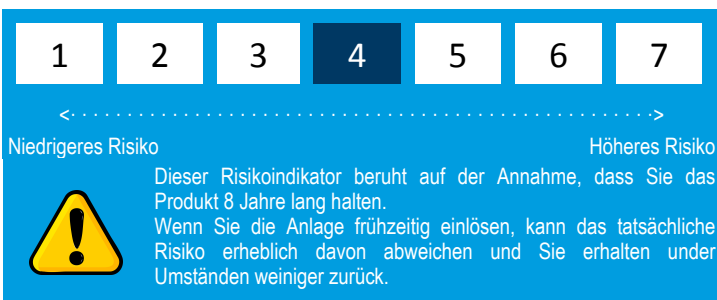 1 2 3 4 5 6 7
<· · · · · · · · · · · · · · · · · · · · · · · · · · · · · · · · · · · · · · · · · · · · · · · · · · · ·>
Niedrigeres Risiko Höheres Risiko
Dieser Risikoindikator beruht auf der Annahme, dass Sie das
Produkt 8 Jahre lang halten.
Wenn Sie die Anlage frühzeitig einlösen, kann das tatsächliche
Risiko erheblich davon abweichen und Sie erhalten under
Umständen weiniger zurück.
!